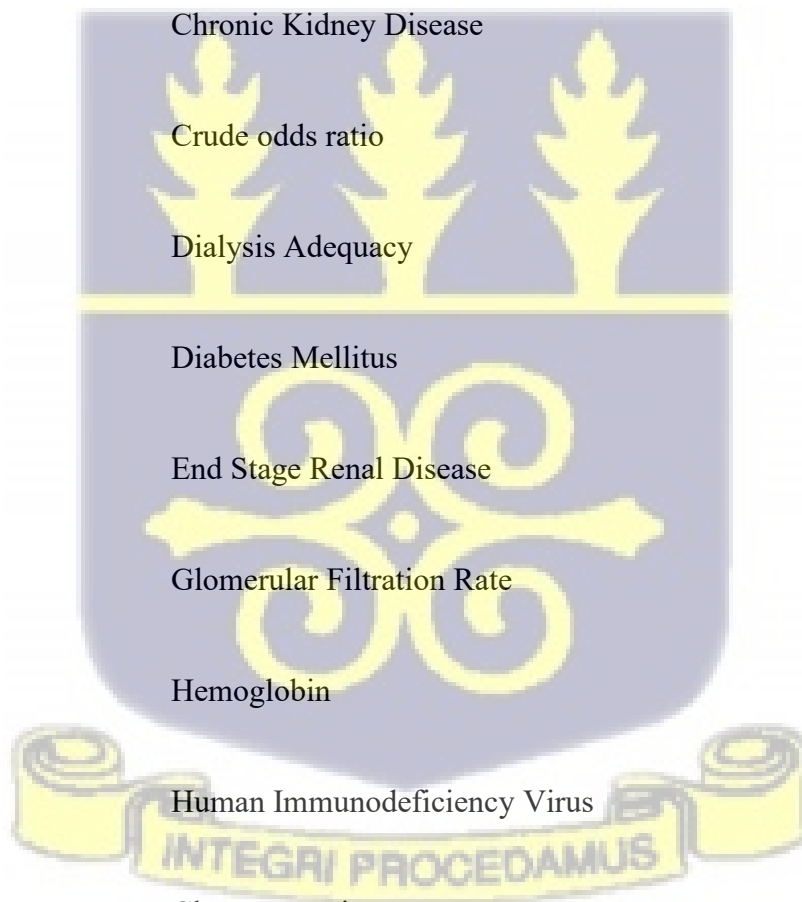 Chronic Kidney Disease
Crude odds ratio
Dialysis Adequacy
Diabetes Mellitus
End Stage Renal Disease
Glomerular Filtration Rate
Hemoglobin
Human Immunodeficiency Virus
INTEGRI PROCEDAMUS